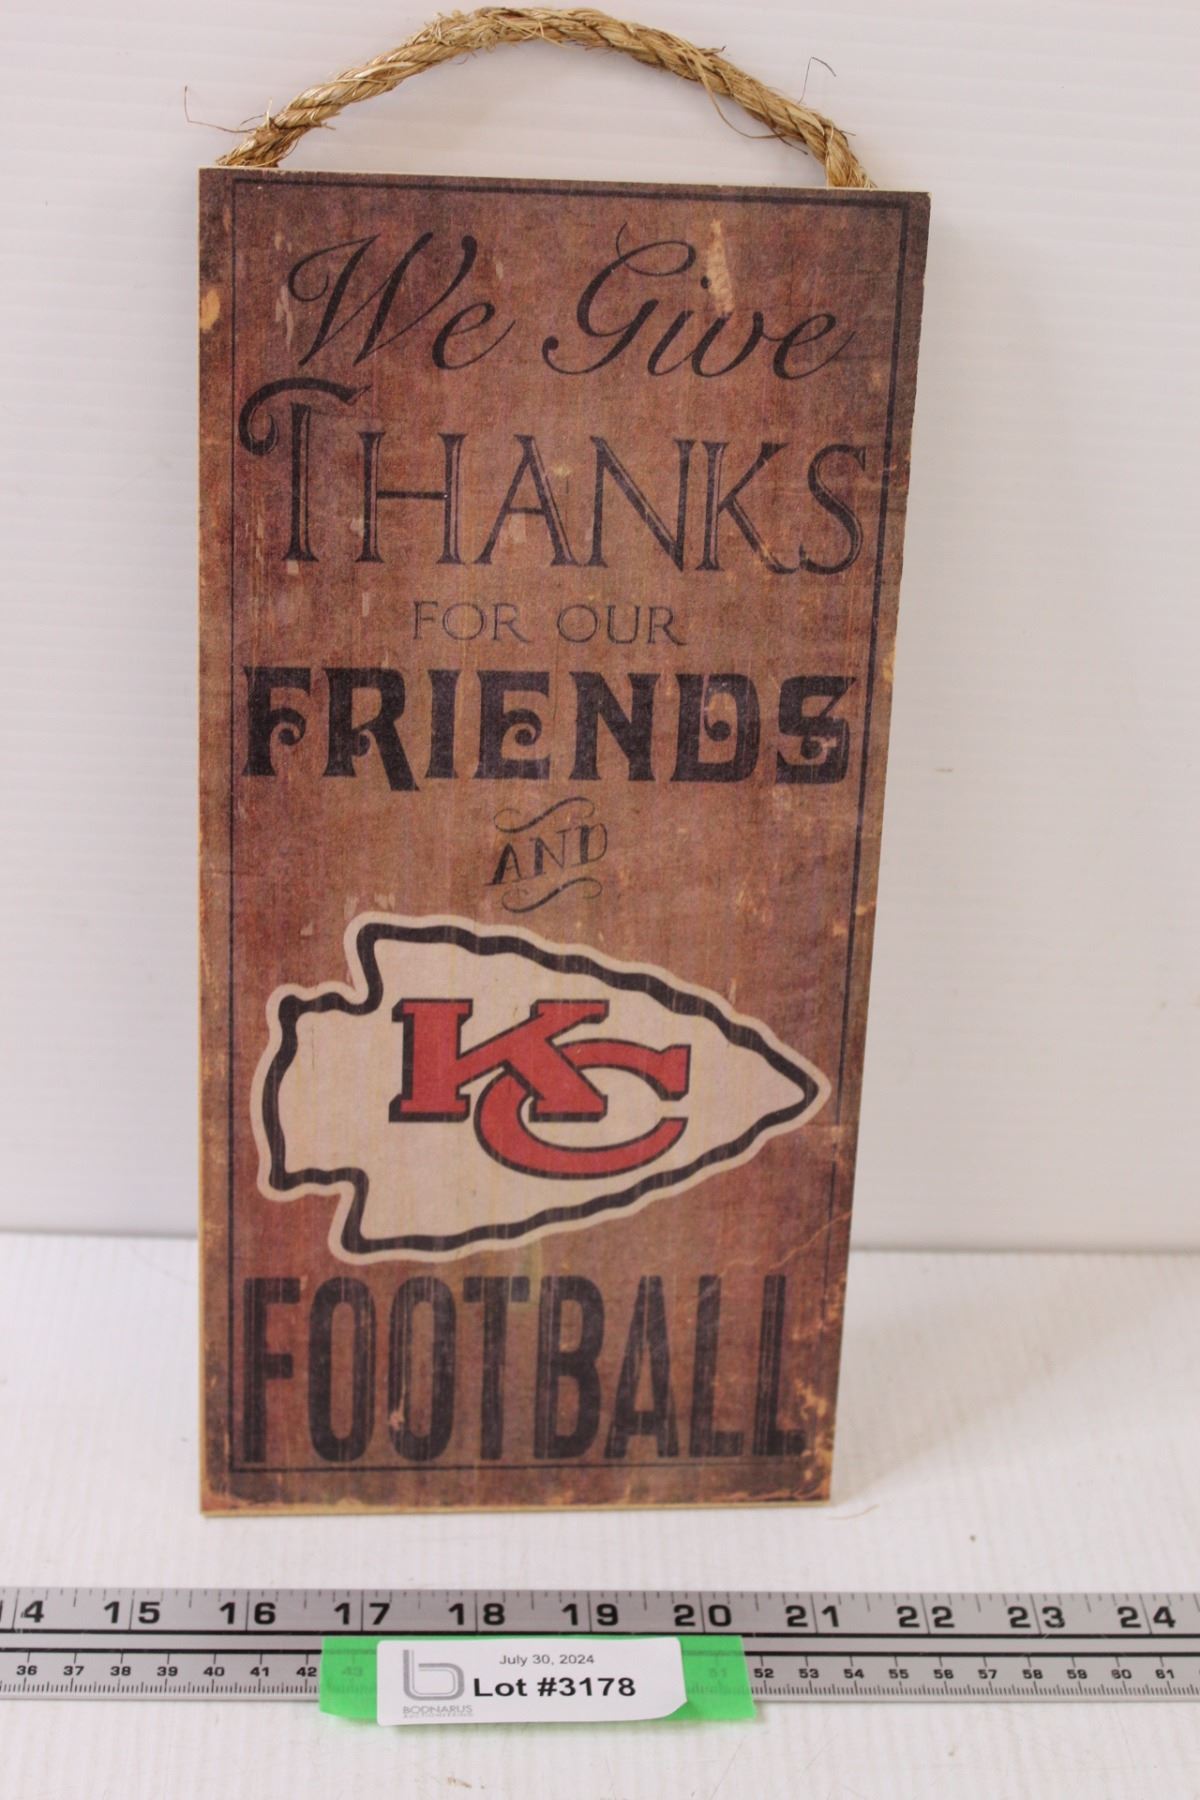 We Give
THANKS
FOR OUR
FRIENDS
AND
KC
FOOTBALL
14 15 16 17 18 19 20 21 22 23 24
36 37 38 39 40 41 42 43 51 52 53 54 55 56 57 58 59 60 61
July 30, 2024
Lot #3178
b
BODNARUS
AUCTIONEERING